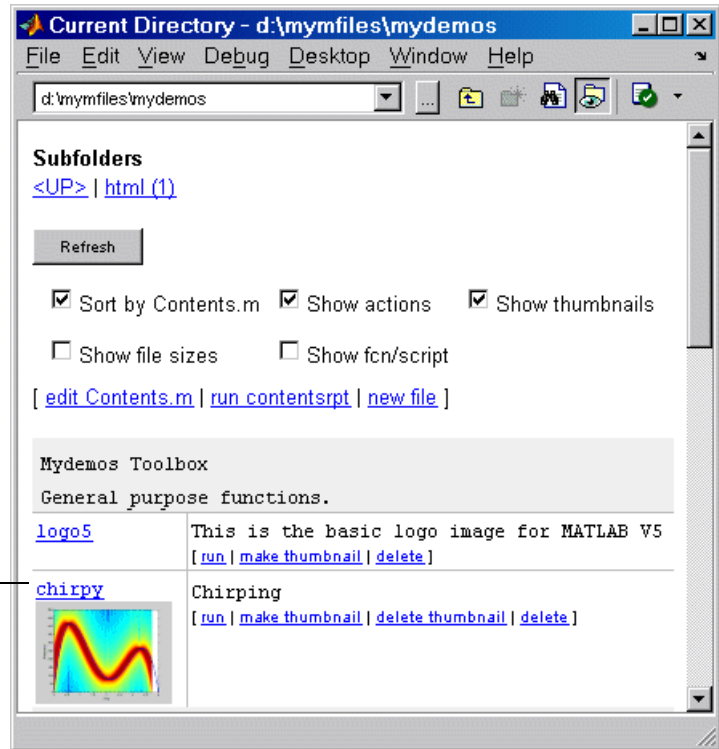 Current Directory - d:\mymfiles\mydemos
File Edit View Debug Desktop Window Help
d:\mymfiles\mydemos ...
Subfolders
<UP> | html (1)
Refresh
Sort by Contents.m Show actions Show thumbnails
Show file sizes Show fcn/script
[ edit Contents.m | run contentsrpt | new file ]
Mydemos Toolbox
General purpose functions.
logo5 This is the basic logo image for MATLAB V5
[ run | make thumbnail | delete ]
chirpy Chirping
[ run | make thumbnail | delete thumbnail | delete ]